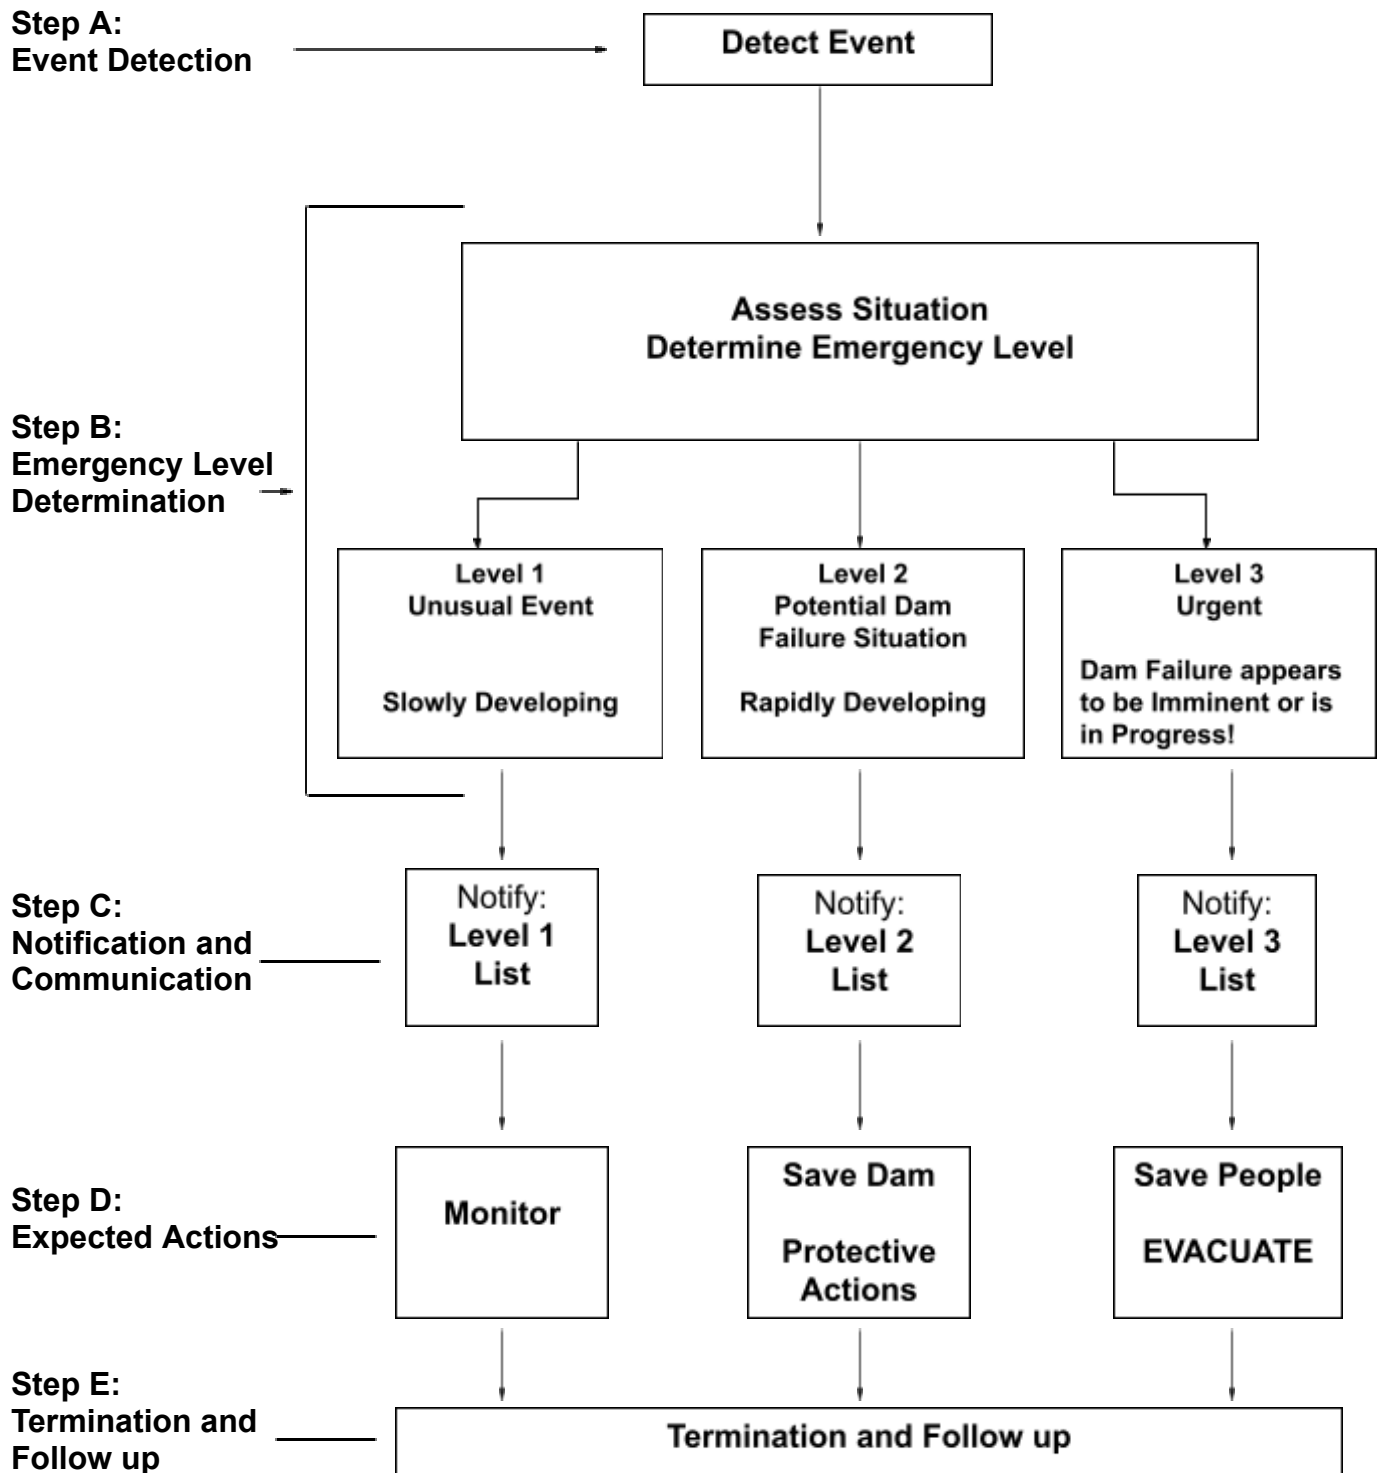 Step A:
Event Detection
Detect Event
Assess Situation
Determine Emergency Level
Step B:
Emergency Level
Determination
Level 1
Unusual Event
Slowly Developing
Level 2
Potential Dam
Failure Situation
Rapidly Developing
Level 3
Urgent
Dam Failure appears
to be Imminent or is
in Progress!
Step C:
Notification and
Communication
Notify:
Level 1
List
Notify:
Level 2
List
Notify:
Level 3
List
Step D:
Expected Actions
Monitor
Save Dam
Protective
Actions
Save People
EVACUATE
Step E:
Termination and
Follow up
Termination and Follow up